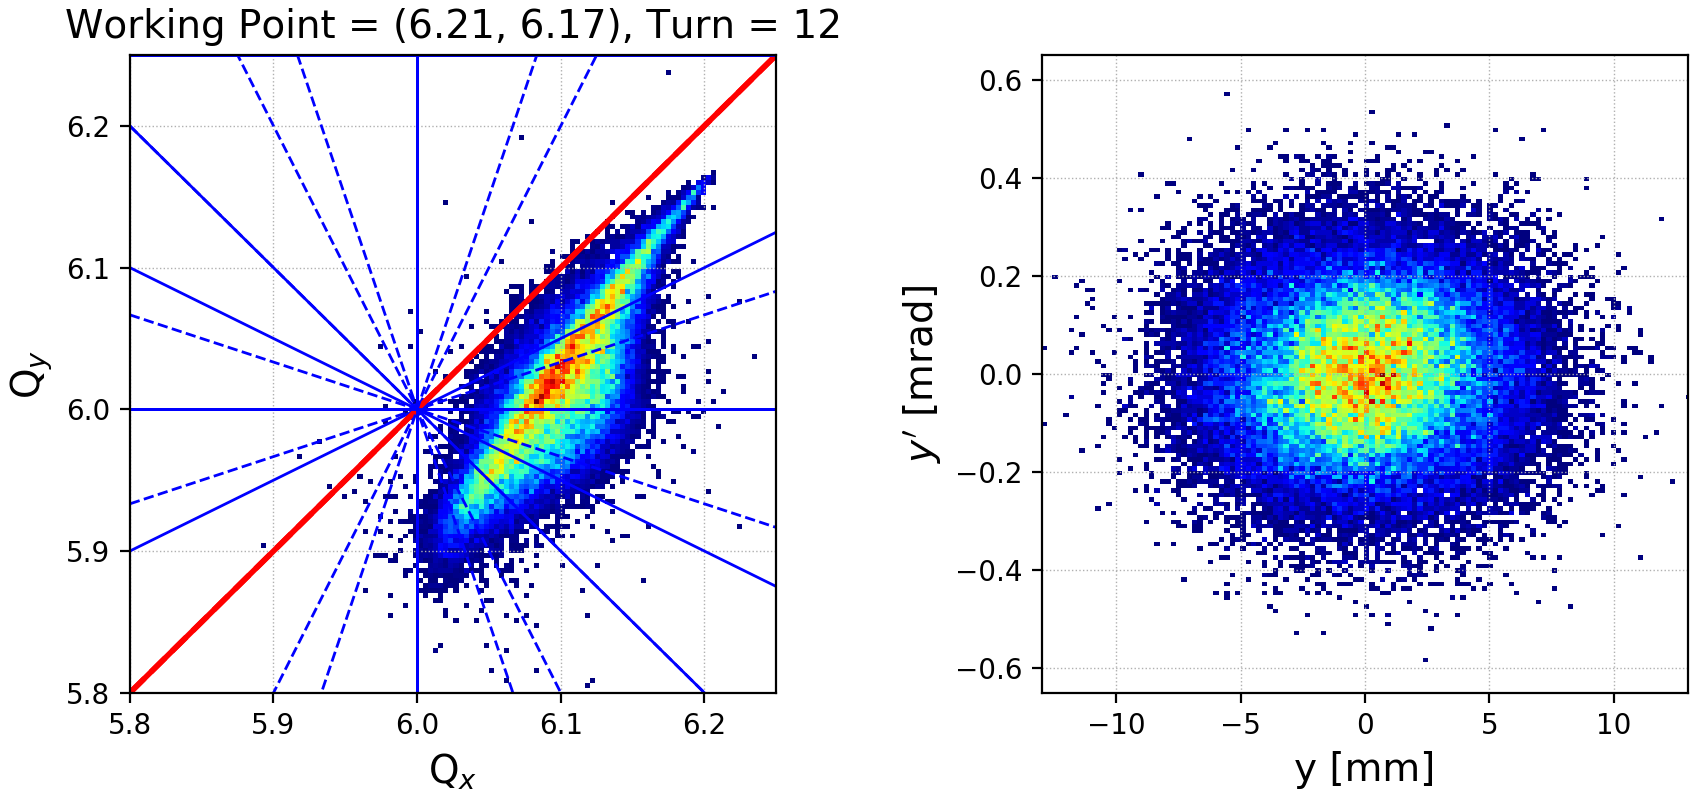 Working Point = (6.21, 6.17), Turn = 12
6.2
6.1
6.0
5.9
5.8
Q_y
5.8 5.9 6.0 6.1 6.2
Q_x
0.6
0.4
0.2
0.0
−0.2
−0.4
−0.6
y′ [mrad]
−10 −5 0 5 10
y [mm]